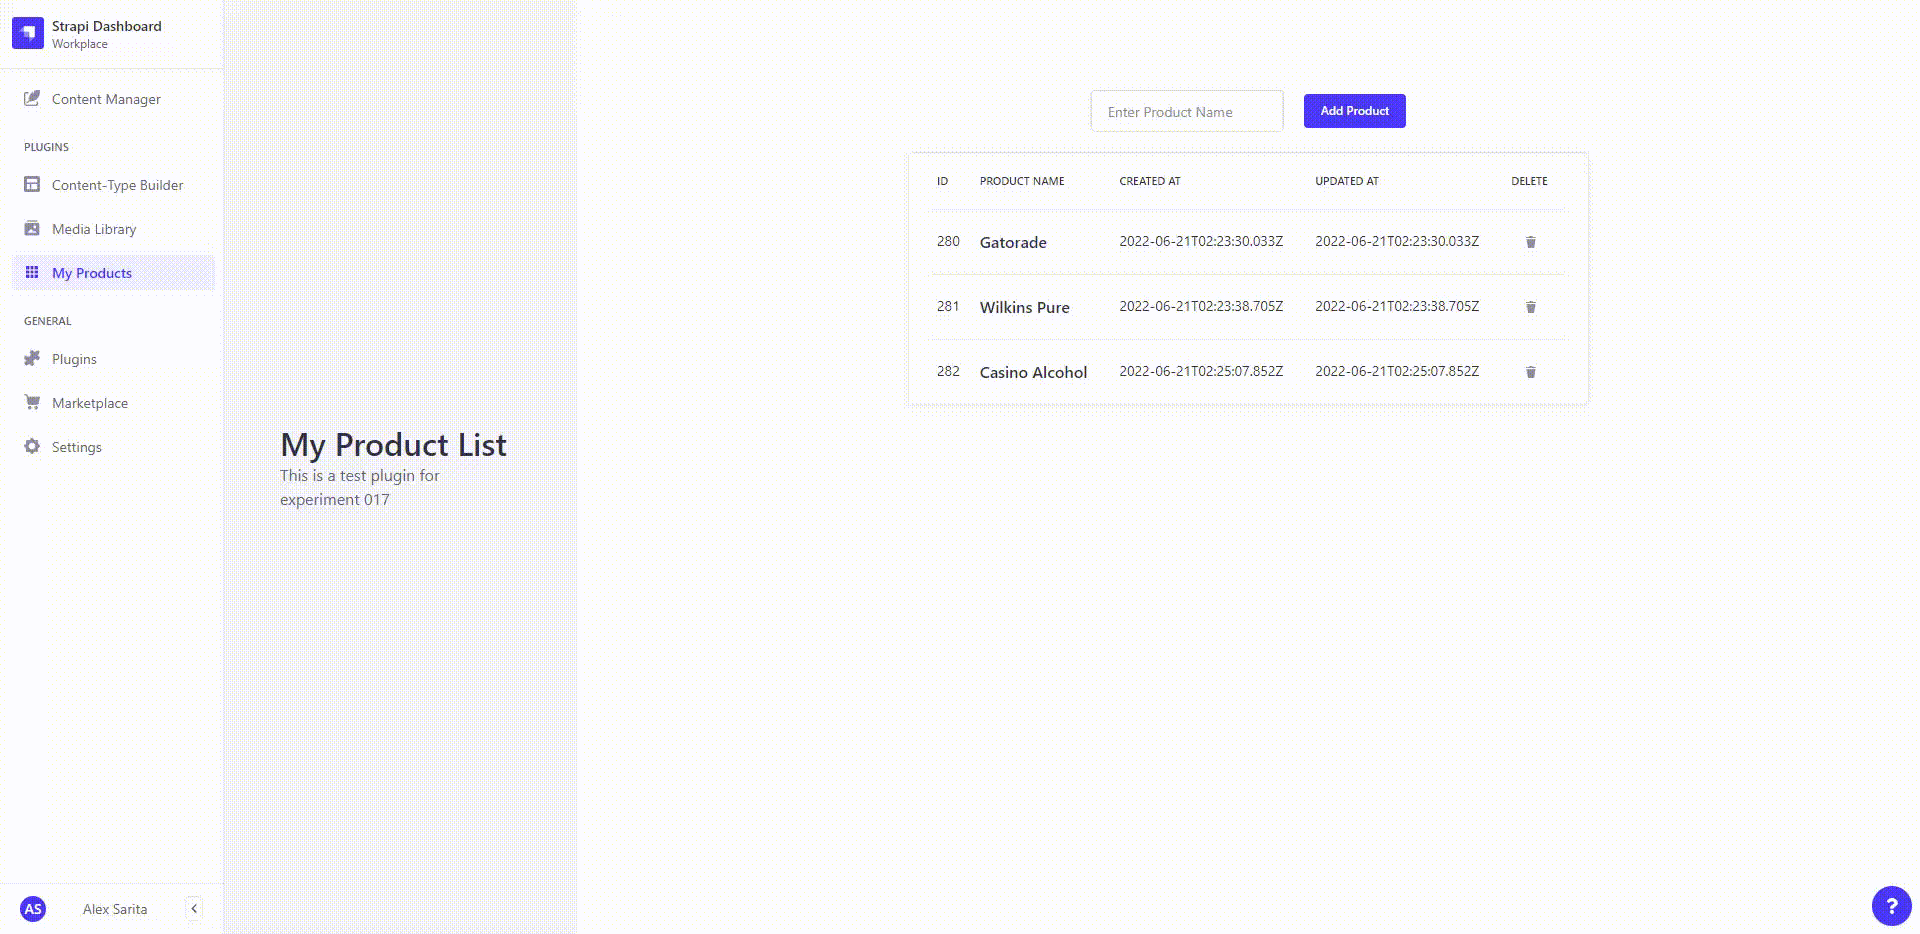 Strapi Dashboard
Workplace
Content Manager
PLUGINS
Content-Type Builder
Media Library
My Products
GENERAL
Plugins
Marketplace
Settings
AS Alex Sarita
My Product List
This is a test plugin for
experiment 017
Enter Product Name Add Product
ID PRODUCT NAME CREATED AT UPDATED AT DELETE
280 Gatorade 2022-06-21T02:23:30.033Z 2022-06-21T02:23:30.033Z
281 Wilkins Pure 2022-06-21T02:23:38.705Z 2022-06-21T02:23:38.705Z
282 Casino Alcohol 2022-06-21T02:25:07.852Z 2022-06-21T02:25:07.852Z
?